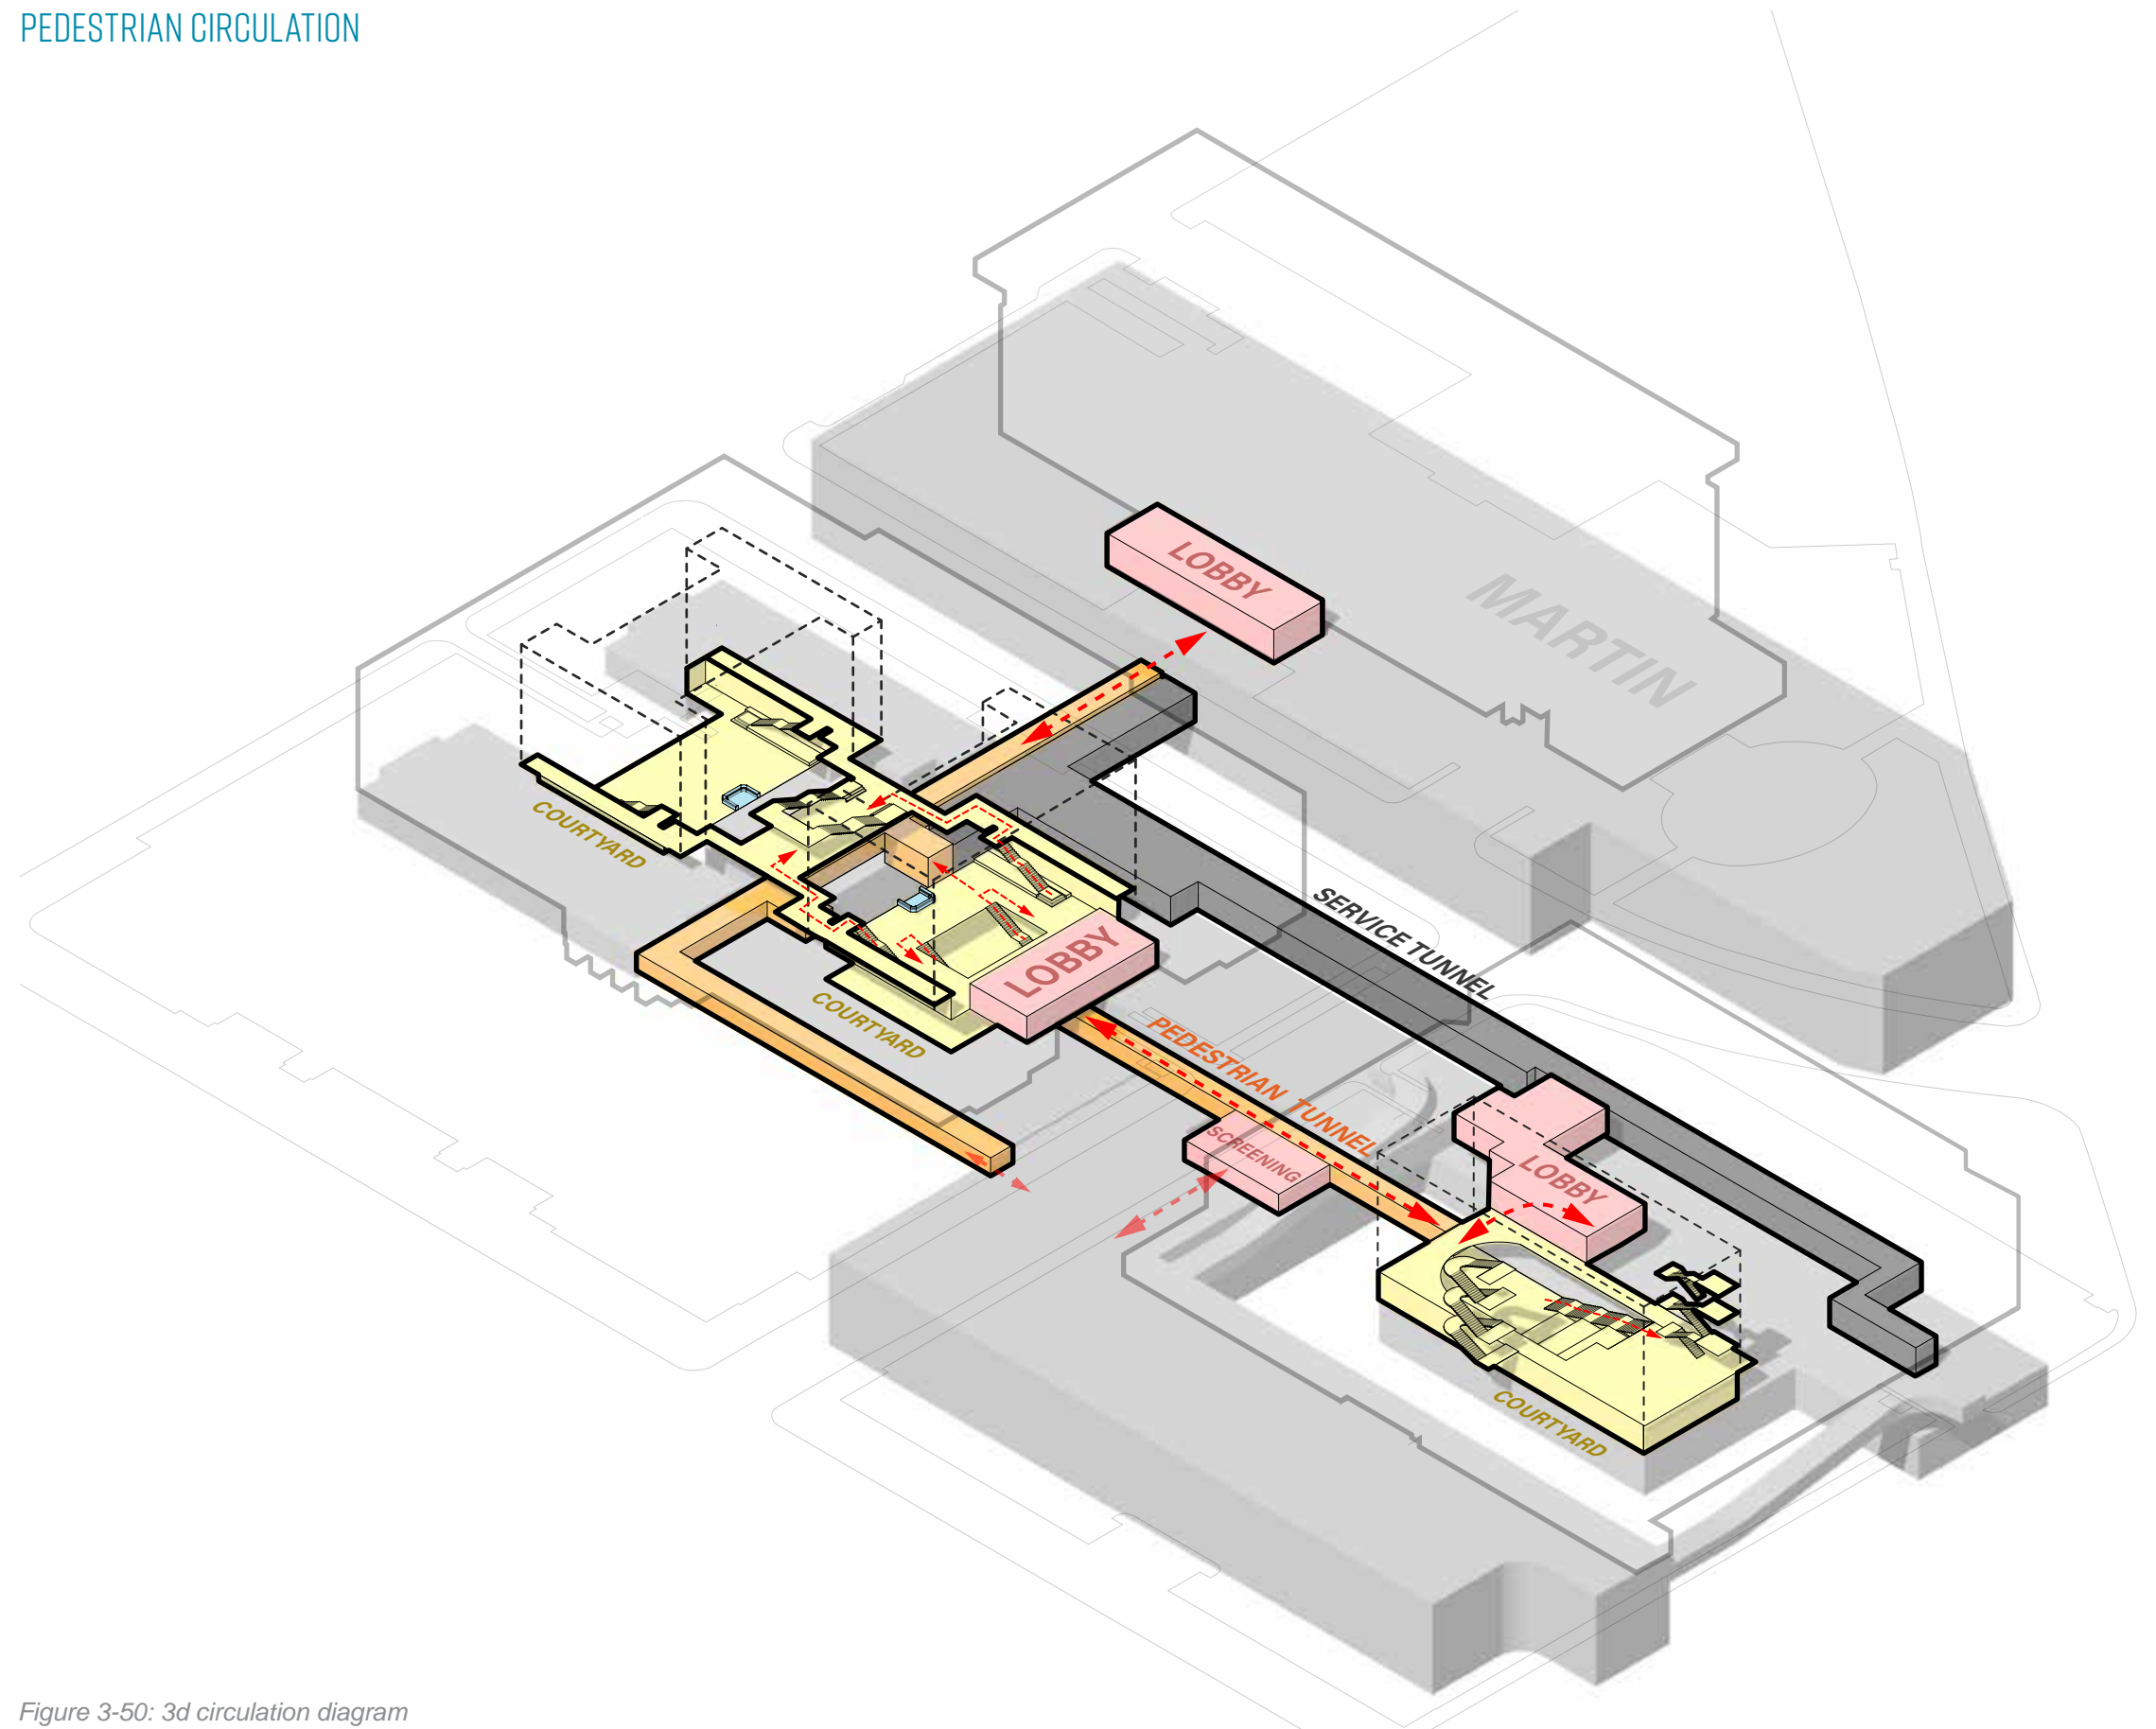 PEDESTRIAN CIRCULATION
LOBBY
MARTIN
COURTYARD
SERVICE TUNNEL
LOBBY
COURTYARD
PEDESTRIAN TUNNEL
SCREENING
LOBBY
COURTYARD
Figure 3-50: 3d circulation diagram